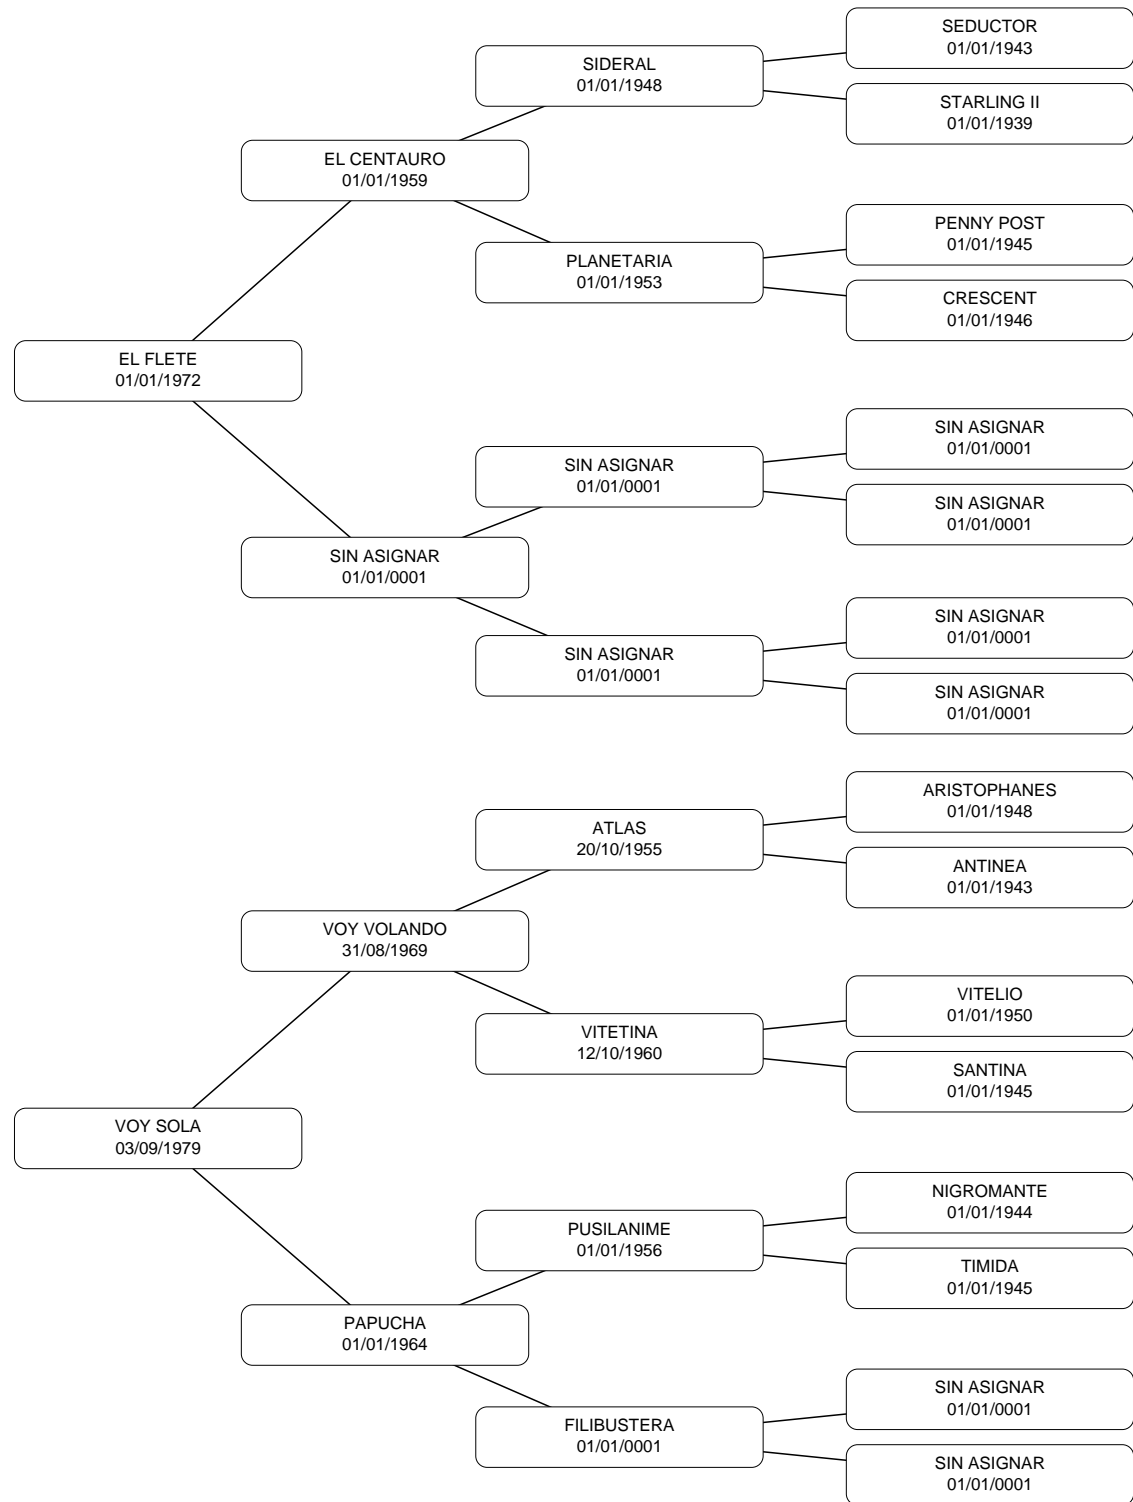 SEDUCTOR
01/01/1943
SIDERAL
01/01/1948
STARLING II
01/01/1939
EL CENTAURO
01/01/1959
PENNY POST
01/01/1945
PLANETARIA
01/01/1953
CRESCENT
01/01/1946
EL FLETE
01/01/1972
SIN ASIGNAR
01/01/0001
SIN ASIGNAR
01/01/0001
SIN ASIGNAR
01/01/0001
SIN ASIGNAR
01/01/0001
SIN ASIGNAR
01/01/0001
SIN ASIGNAR
01/01/0001
SIN ASIGNAR
01/01/0001
ARISTOPHANES
01/01/1948
ATLAS
20/10/1955
ANTINEA
01/01/1943
VOY VOLANDO
31/08/1969
VITELIO
01/01/1950
VITETINA
12/10/1960
SANTINA
01/01/1945
VOY SOLA
03/09/1979
NIGROMANTE
01/01/1944
PUSILANIME
01/01/1956
TIMIDA
01/01/1945
PAPUCHA
01/01/1964
SIN ASIGNAR
01/01/0001
FILIBUSTERA
01/01/0001
SIN ASIGNAR
01/01/0001